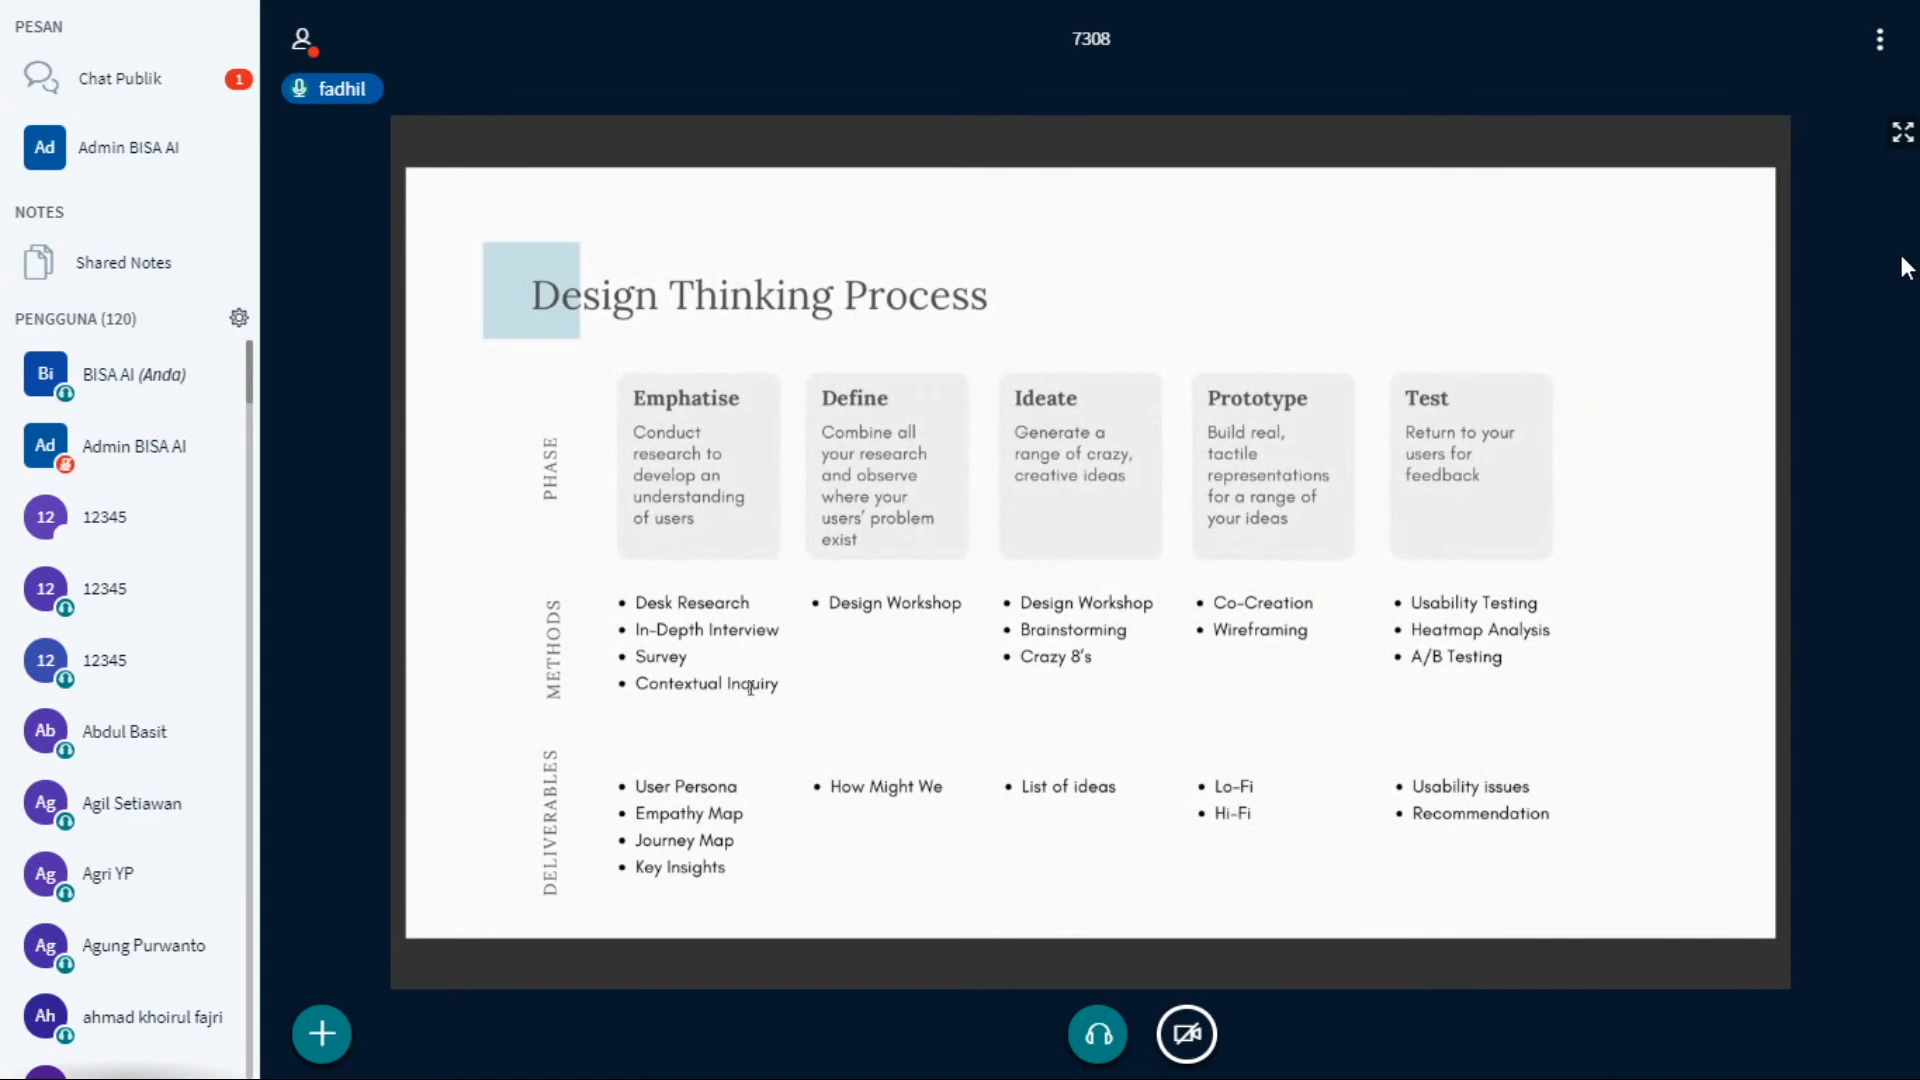 PESAN
Chat Publik
1
Ad
Admin BISA AI
NOTES
Shared Notes
PENGGUNA (120)
Bi
BISA AI (Anda)
Ad
Admin BISA AI
12
12345
12
12345
12
12345
Ab
Abdul Basit
Ag
Agil Setiawan
Ag
Agri YP
Ag
Agung Purwanto
Ah
ahmad khoirul fajri
7308
fadhil
Design Thinking Process
PHASE
Emphatise
Conduct
research to
develop an
understanding
of users
Define
Combine all
your research
and observe
where your
users' problem
exist
Ideate
Generate a
range of crazy,
creative ideas
Prototype
Build real,
tactile
representations
for a range of
your ideas
Test
Return to your
users for
feedback
METHODS
• Desk Research
• In-Depth Interview
• Survey
• Contextual Inquiry
• Design Workshop
• Design Workshop
• Brainstorming
• Crazy 8's
• Co-Creation
• Wireframing
• Usability Testing
• Heatmap Analysis
• A/B Testing
DELIVERABLES
• User Persona
• Empathy Map
• Journey Map
• Key Insights
• How Might We
• List of ideas
• Lo-Fi
• Hi-Fi
• Usability issues
• Recommendation